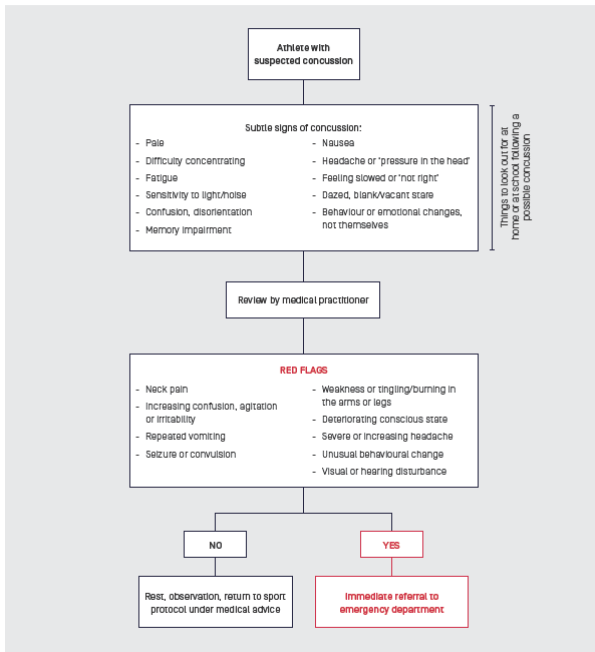 Athlete with
suspected concussion
Subtle signs of concussion:
- Pale
- Difficulty concentrating
- Fatigue
- Sensitivity to light/noise
- Confusion, disorientation
- Memory impairment
- Nausea
- Headache or 'pressure in the head'
- Feeling slowed or 'not right'
- Dazed, blank/vacant stare
- Behaviour or emotional changes,
not themselves
Things to look out for at
home or at school following a
possible concussion
Review by medical practitioner
RED FLAGS
- Neck pain
- Increasing confusion, agitation
or irritability
- Repeated vomiting
- Seizure or convulsion
- Weakness or tingling/burning in
the arms or legs
- Deteriorating conscious state
- Severe or increasing headache
- Unusual behavioural change
- Visual or hearing disturbance
NO
YES
Rest, observation, return to sport
protocol under medical advice
Immediate referral to
emergency department